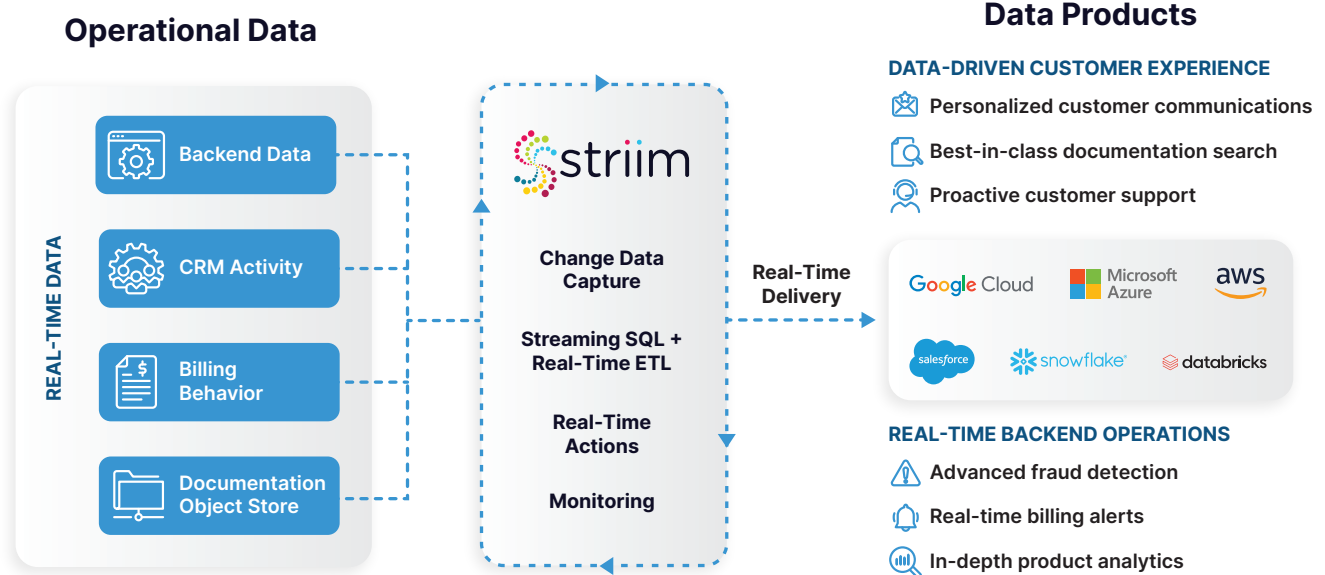 Operational Data
REAL-TIME DATA
Backend Data
CRM Activity
$
Billing
Behavior
Documentation
Object Store
striim
Change Data
Capture
Streaming SQL +
Real-Time ETL
Real-Time
Actions
Monitoring
Real-Time
Delivery
Data Products
DATA-DRIVEN CUSTOMER EXPERIENCE
Personalized customer communications
Best-in-class documentation search
Proactive customer support
Google Cloud
Microsoft
Azure
aws
salesforce
snowflake®
databricks
REAL-TIME BACKEND OPERATIONS
Advanced fraud detection
Real-time billing alerts
In-depth product analytics